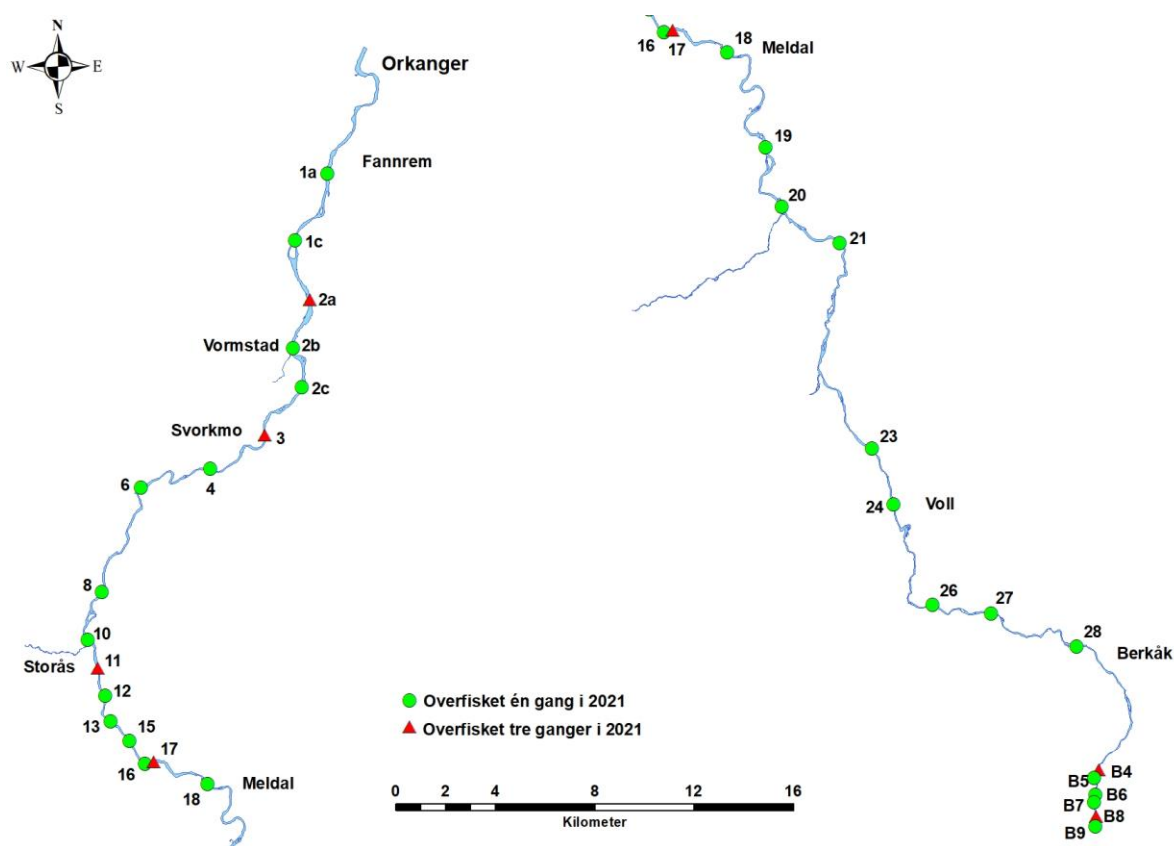 N
W
E
S
Orkanger
1a
Fannrem
1c
2a
Vormstad
2b
2c
Svorkmo
3
4
6
8
10
Storås
11
12
13
15
16
17
18
Meldal
16
17
18
Meldal
19
20
21
23
24
Voll
26
27
28
Berkåk
B4
B5
B6
B7
B8
B9
Overfisket én gang i 2021
Overfisket tre ganger i 2021
0 2 4 8 12 16
Kilometer